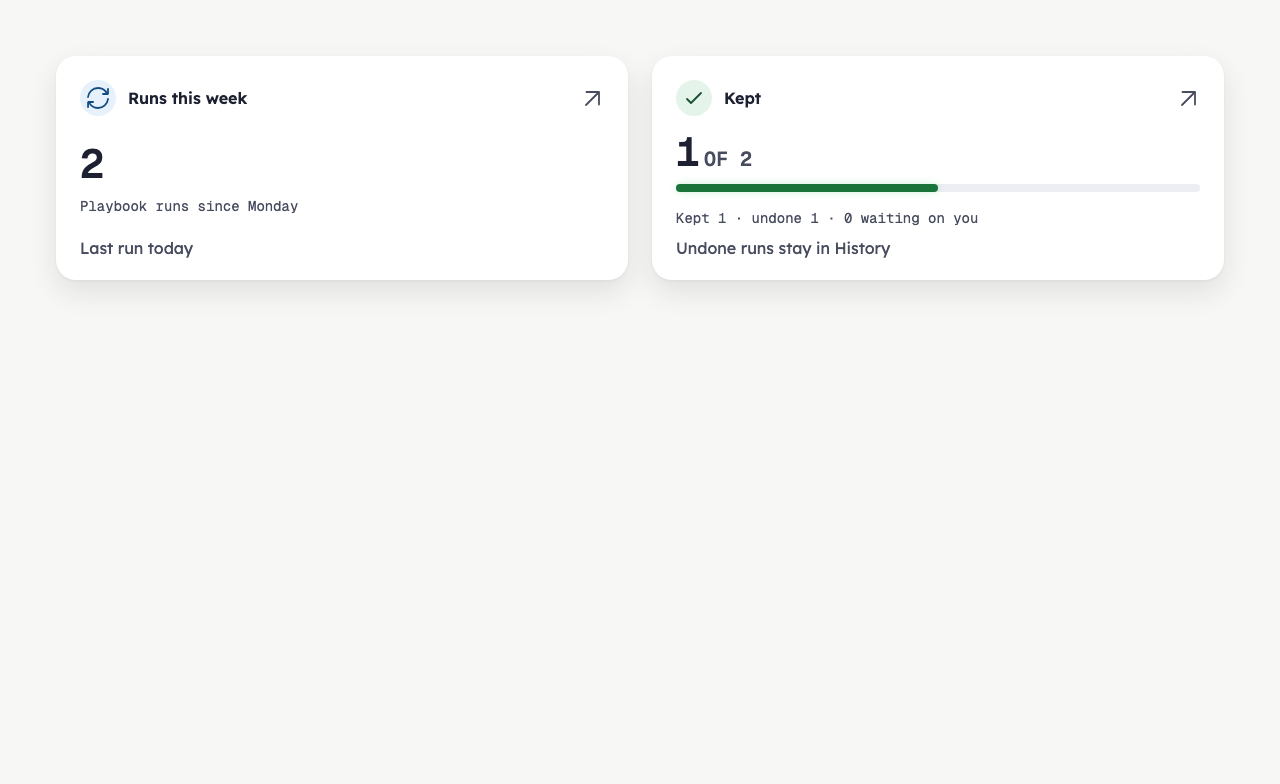 Runs this week
2
Playbook runs since Monday
Last run today
Kept
1 OF 2
Kept 1 · undone 1 · 0 waiting on you
Undone runs stay in History